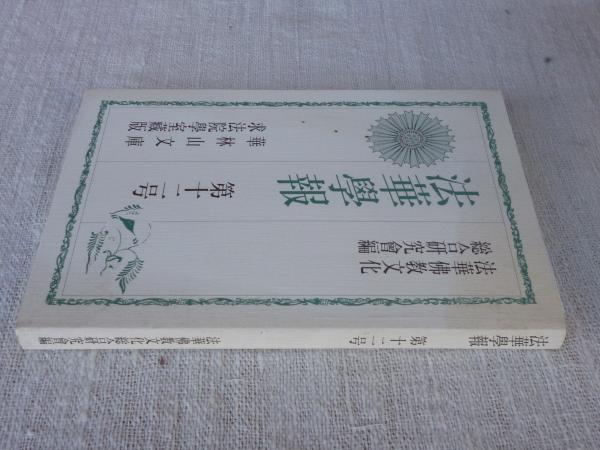 法華佛教文化
総合研究會編
法華學報
第十二号
華林山文庫
求法院學室藏版
法華學報
第十二号
法華佛教文化総合研究會編